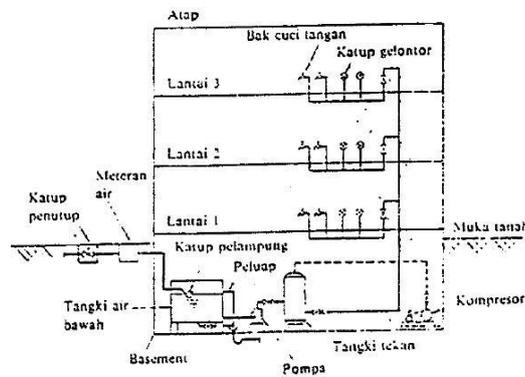 Atap
Bak cuci tangan
Katup gelontor
Lantai 3
Lantai 2
Meteran
air
Katup
penutup
Lantai 1
Muka tanah
Katup pelampung
Peluap
Tangki air
bawah
Kompresor
Basement
Tangki tekan
Pompa